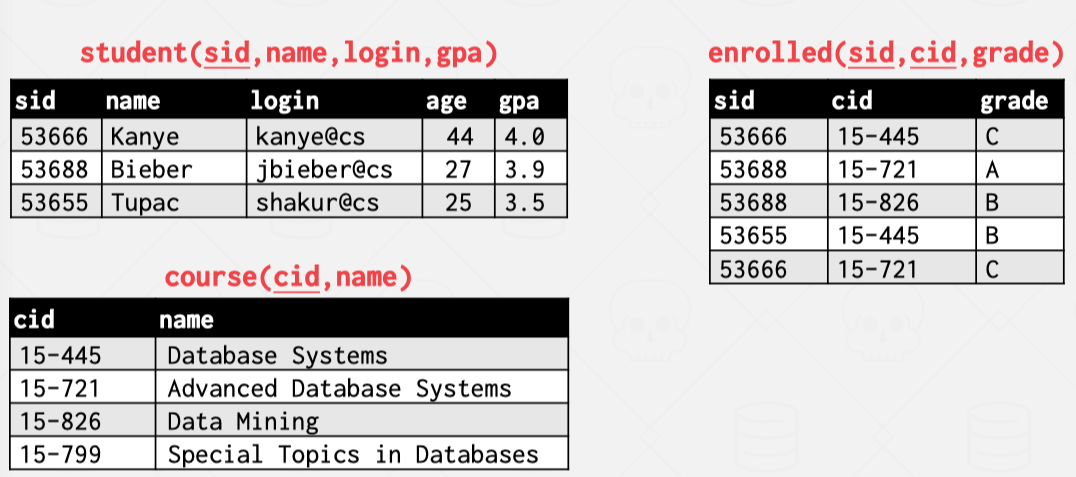 student(sid,name,login,gpa)
sid name login age gpa
53666 Kanye kanye@cs 44 4.0
53688 Bieber jbieber@cs 27 3.9
53655 Tupac shakur@cs 25 3.5
course(cid,name)
cid name
15-445 Database Systems
15-721 Advanced Database Systems
15-826 Data Mining
15-799 Special Topics in Databases
enrolled(sid,cid,grade)
sid cid grade
53666 15-445 C
53688 15-721 A
53688 15-826 B
53655 15-445 B
53666 15-721 C